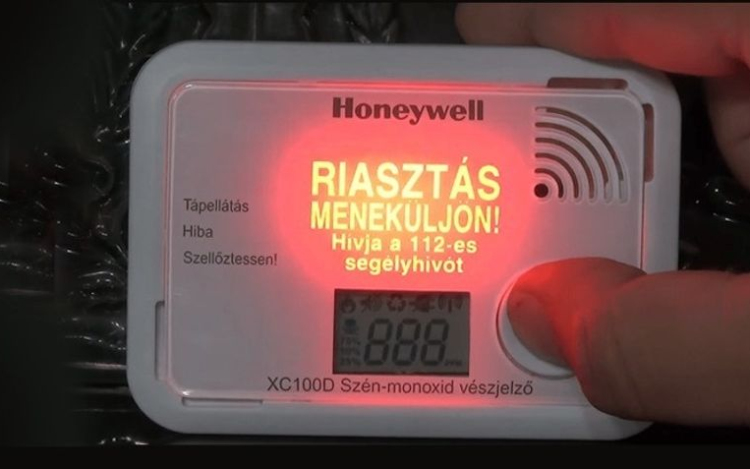 Honeywell
RIASZTÁS
MENEKÜLJÖN!
Hívja a 112-es
segélyhívót
Tápellátás
Hiba
Szellőztessen!
888
XC100D Szén-monoxid vészjelző